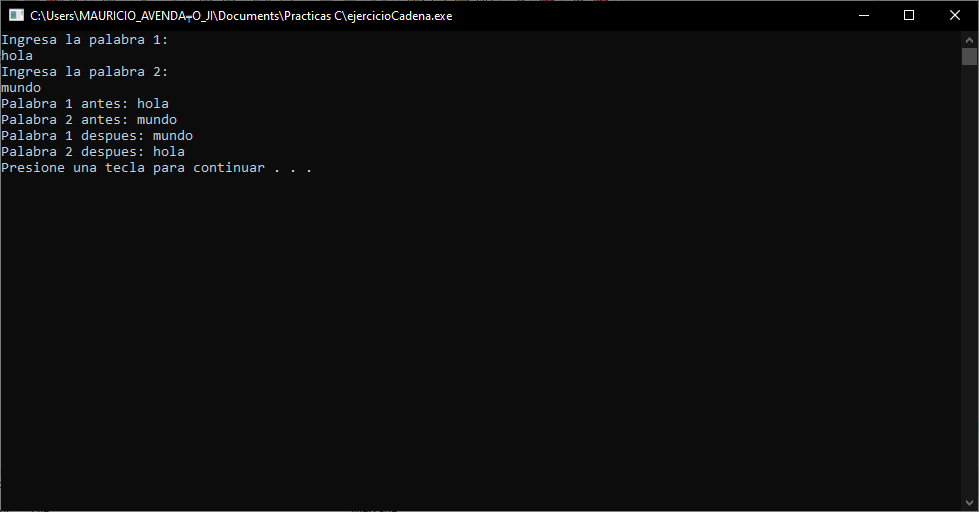 C:\Users\MAURICIO_AVENDA╤O_JI\Documents\Practicas C\ejercicioCadena.exe
Ingresa la palabra 1:
hola
Ingresa la palabra 2:
mundo
Palabra 1 antes: hola
Palabra 2 antes: mundo
Palabra 1 despues: mundo
Palabra 2 despues: hola
Presione una tecla para continuar . . .